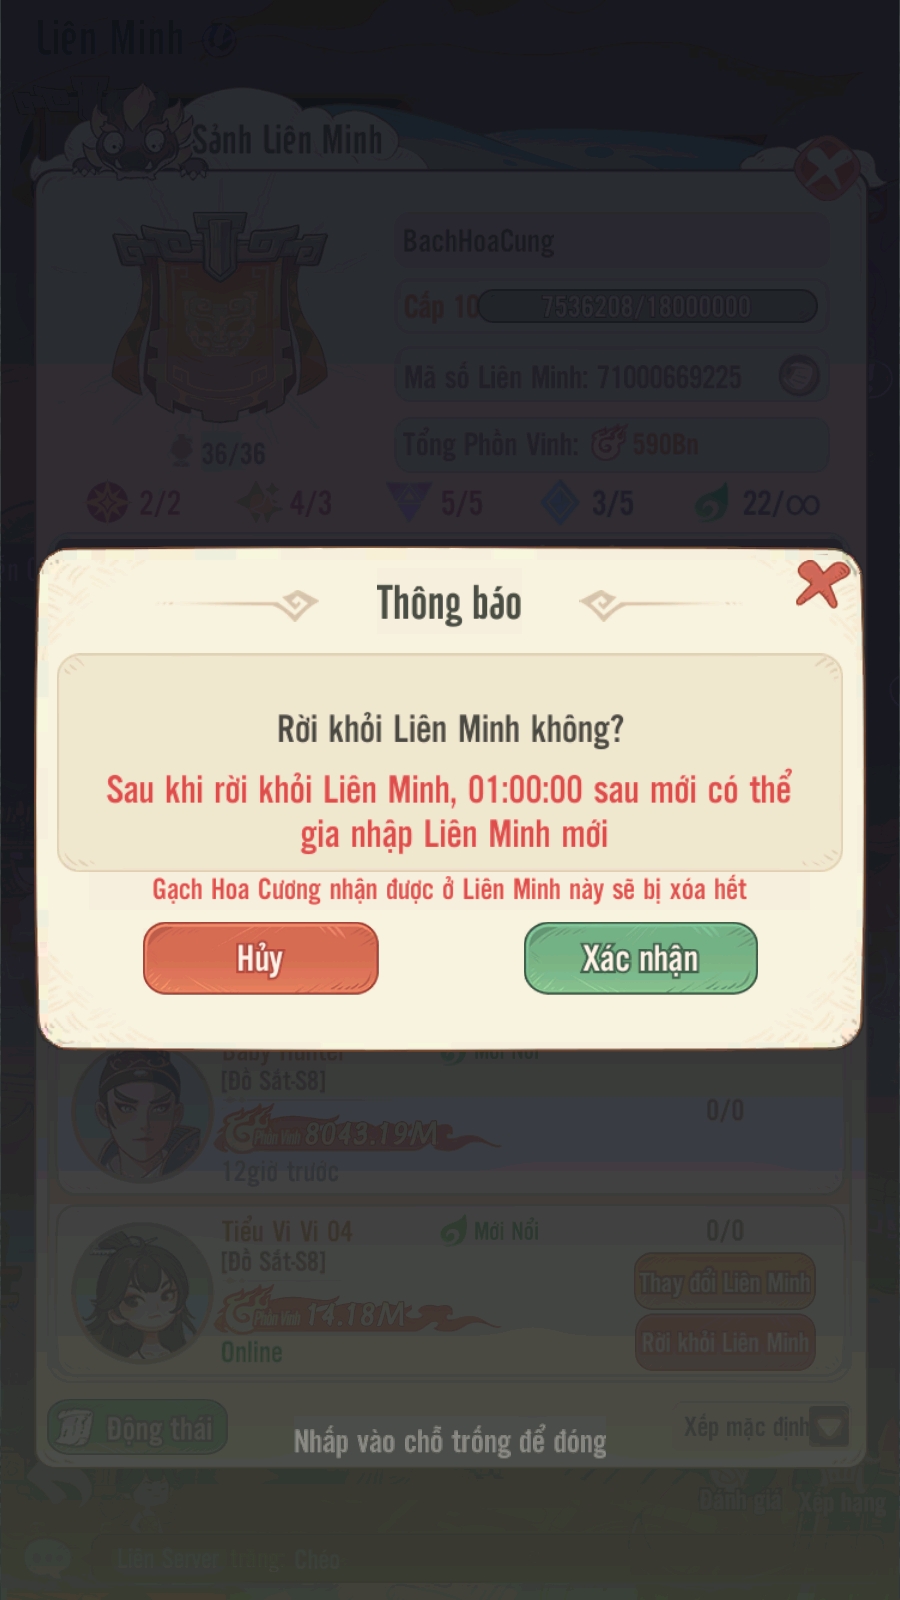 Liên Minh
Sảnh Liên Minh
BachHoaCung
Cấp 10 7536208/18000000
Mã số Liên Minh: 71000669225
36/36
Tổng Phồn Vinh: 590Bn
2/2 4/3 5/5 3/5 22/∞
Thông báo
Rời khỏi Liên Minh không?
Sau khi rời khỏi Liên Minh, 01:00:00 sau mới có thể
gia nhập Liên Minh mới
Gạch Hoa Cương nhận được ở Liên Minh này sẽ bị xóa hết
Hủy Xác nhận
Baby Hunter Mới Nổi
[Đồ Sát-S8]
0/0
Phồn Vinh 8043.19M
12giờ trước
Tiểu Vi Vi 04 Mới Nổi 0/0
[Đồ Sát-S8]
Thay đổi Liên Minh
Phồn Vinh 14.18M
Rời khỏi Liên Minh
Online
Động thái
Xếp mặc định
Nhấp vào chỗ trống để đóng
Đánh giá Xếp hạng
Liên Server trắng: Chéo